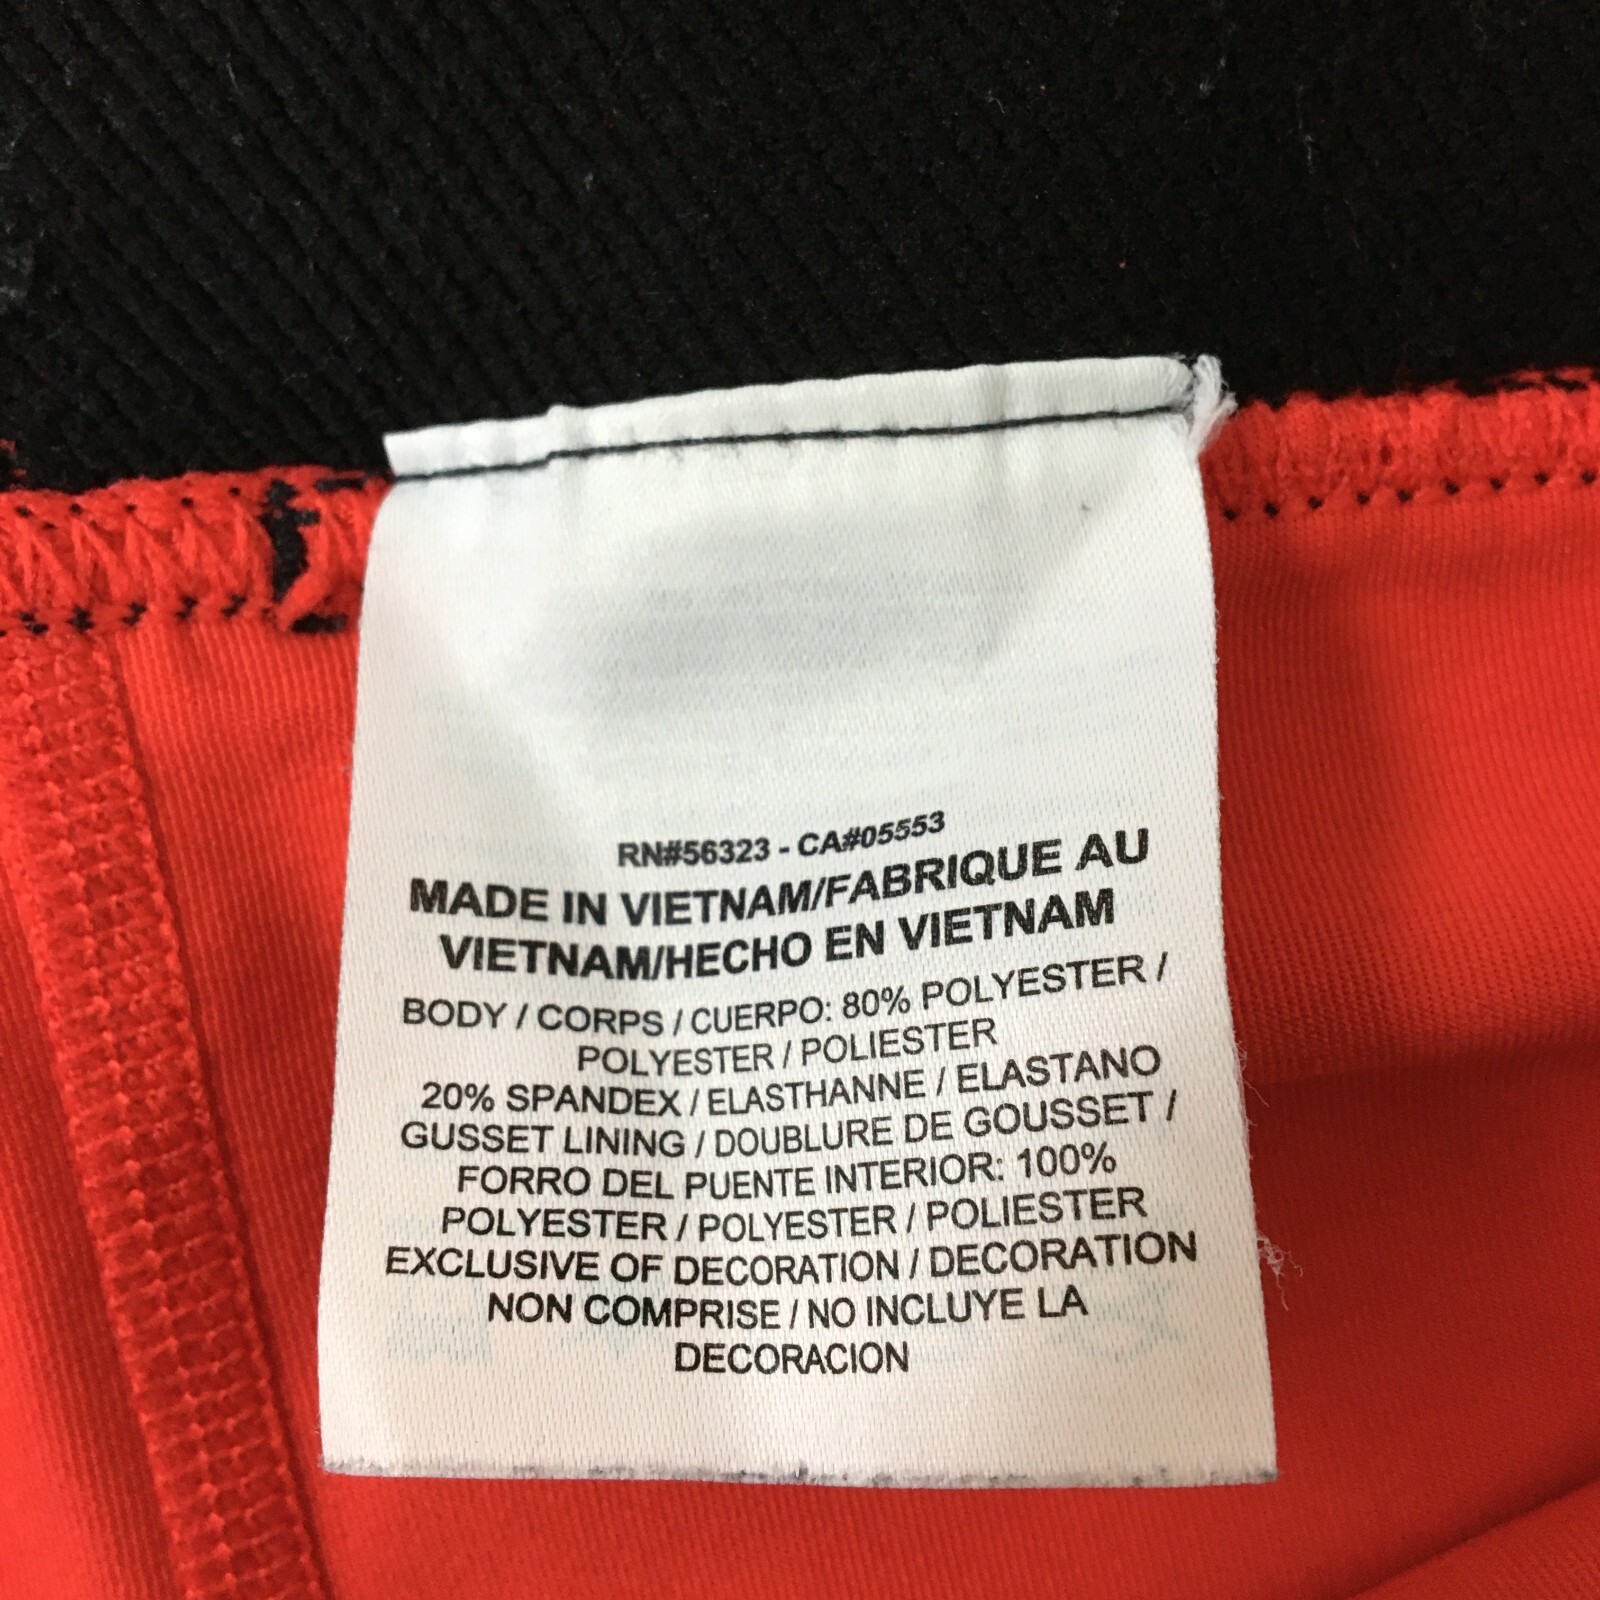 RN#56323 - CA#05553
MADE IN VIETNAM/FABRIQUE AU
VIETNAM/HECHO EN VIETNAM
BODY / CORPS / CUERPO: 80% POLYESTER /
POLYESTER / POLIESTER
20% SPANDEX / ELASTHANNE / ELASTANO
GUSSET LINING / DOUBLURE DE GOUSSET /
FORRO DEL PUENTE INTERIOR: 100%
POLYESTER / POLYESTER / POLIESTER
EXCLUSIVE OF DECORATION / DECORATION
NON COMPRISE / NO INCLUYE LA
DECORACION